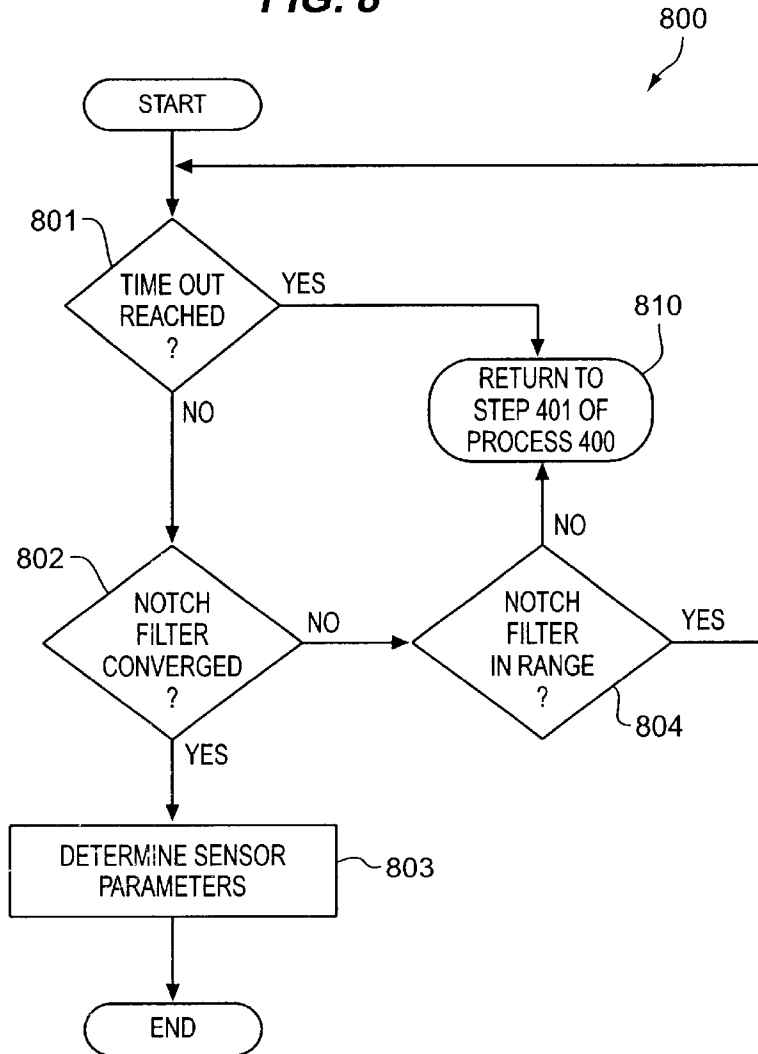 FIG. 8
800
START
801
TIME OUT
REACHED
?
YES
NO
810
RETURN TO
STEP 401 OF
PROCESS 400
NO
802
NOTCH
FILTER
CONVERGED
?
NO
NOTCH
FILTER
IN RANGE
?
YES
804
YES
DETERMINE SENSOR
PARAMETERS
803
END